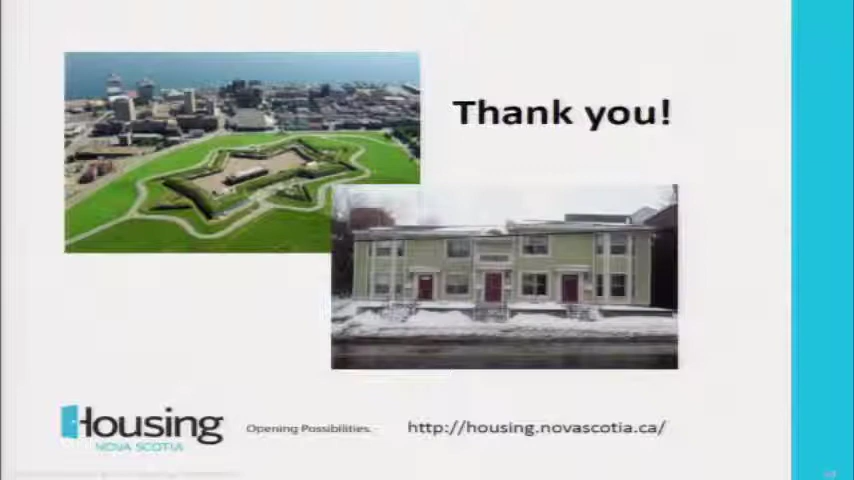 Thank you!
Housing
NOVA SCOTIA
Opening Possibilities.
http://housing.novascotia.ca/